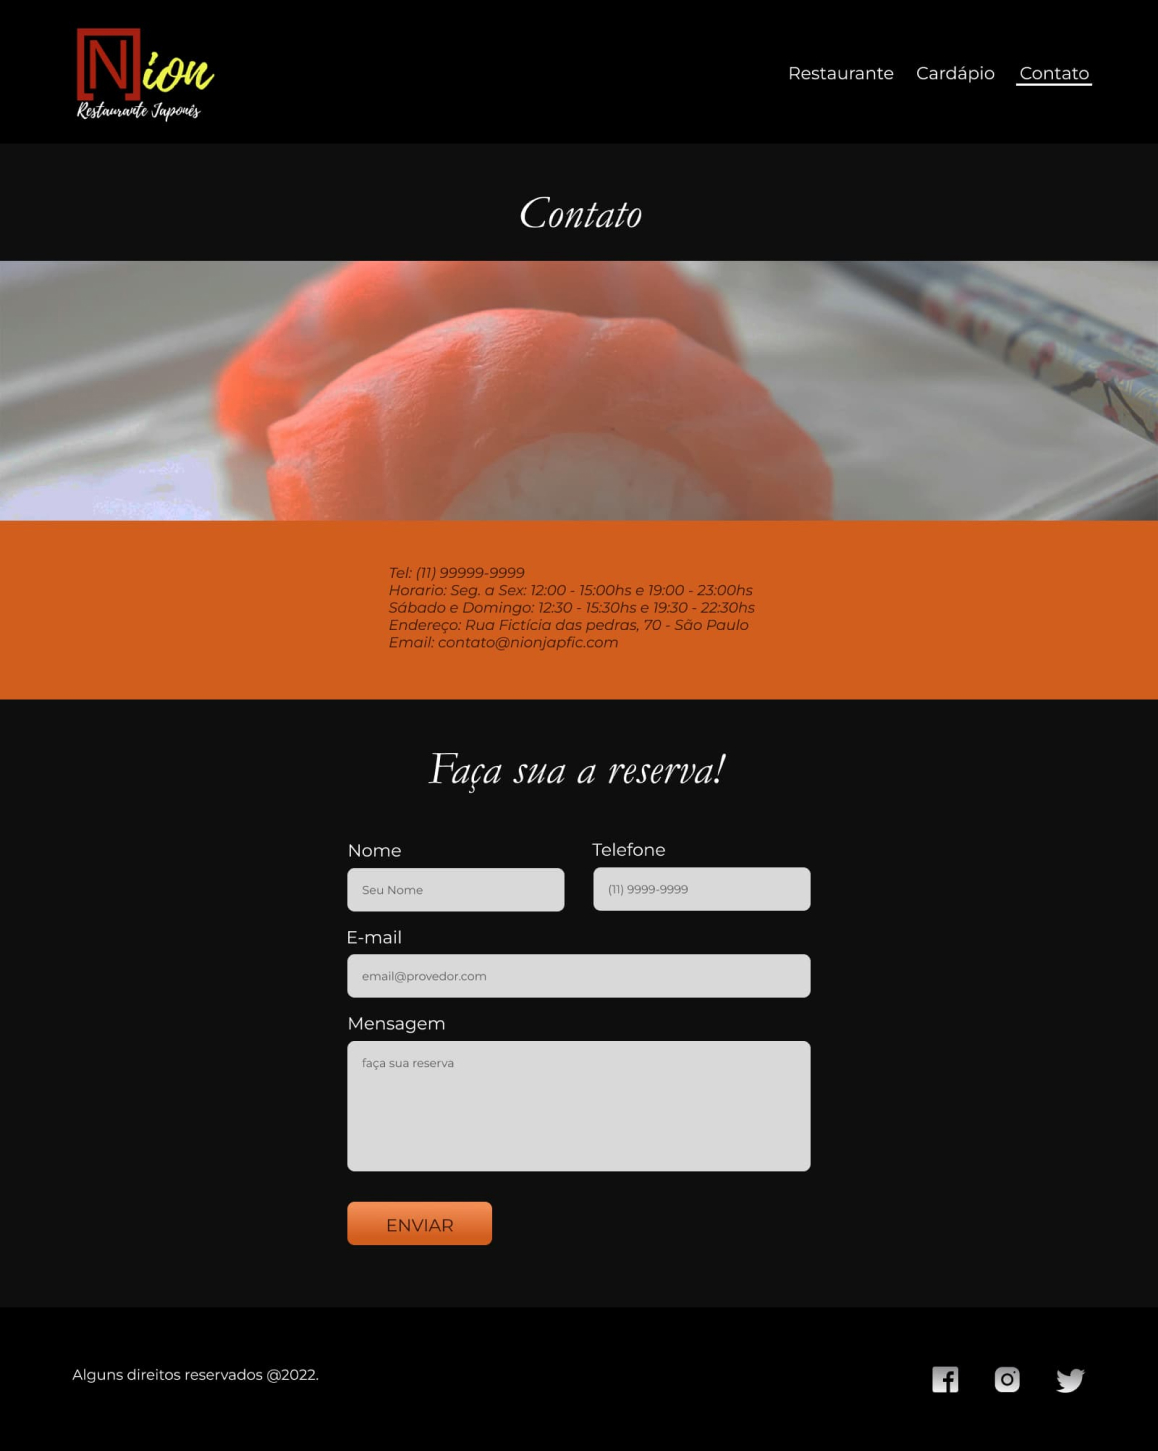 Nion
Restaurante Japonês
Restaurante Cardápio Contato
Contato
Tel: (11) 99999-9999
Horario: Seg. a Sex: 12:00 - 15:00hs e 19:00 - 23:00hs
Sábado e Domingo: 12:30 - 15:30hs e 19:30 - 22:30hs
Endereço: Rua Fictícia das pedras, 70 - São Paulo
Email: contato@nionjapfic.com
Faça sua a reserva!
Nome Telefone
Seu Nome (11) 9999-9999
E-mail
email@provedor.com
Mensagem
faça sua reserva
ENVIAR
Alguns direitos reservados @2022.